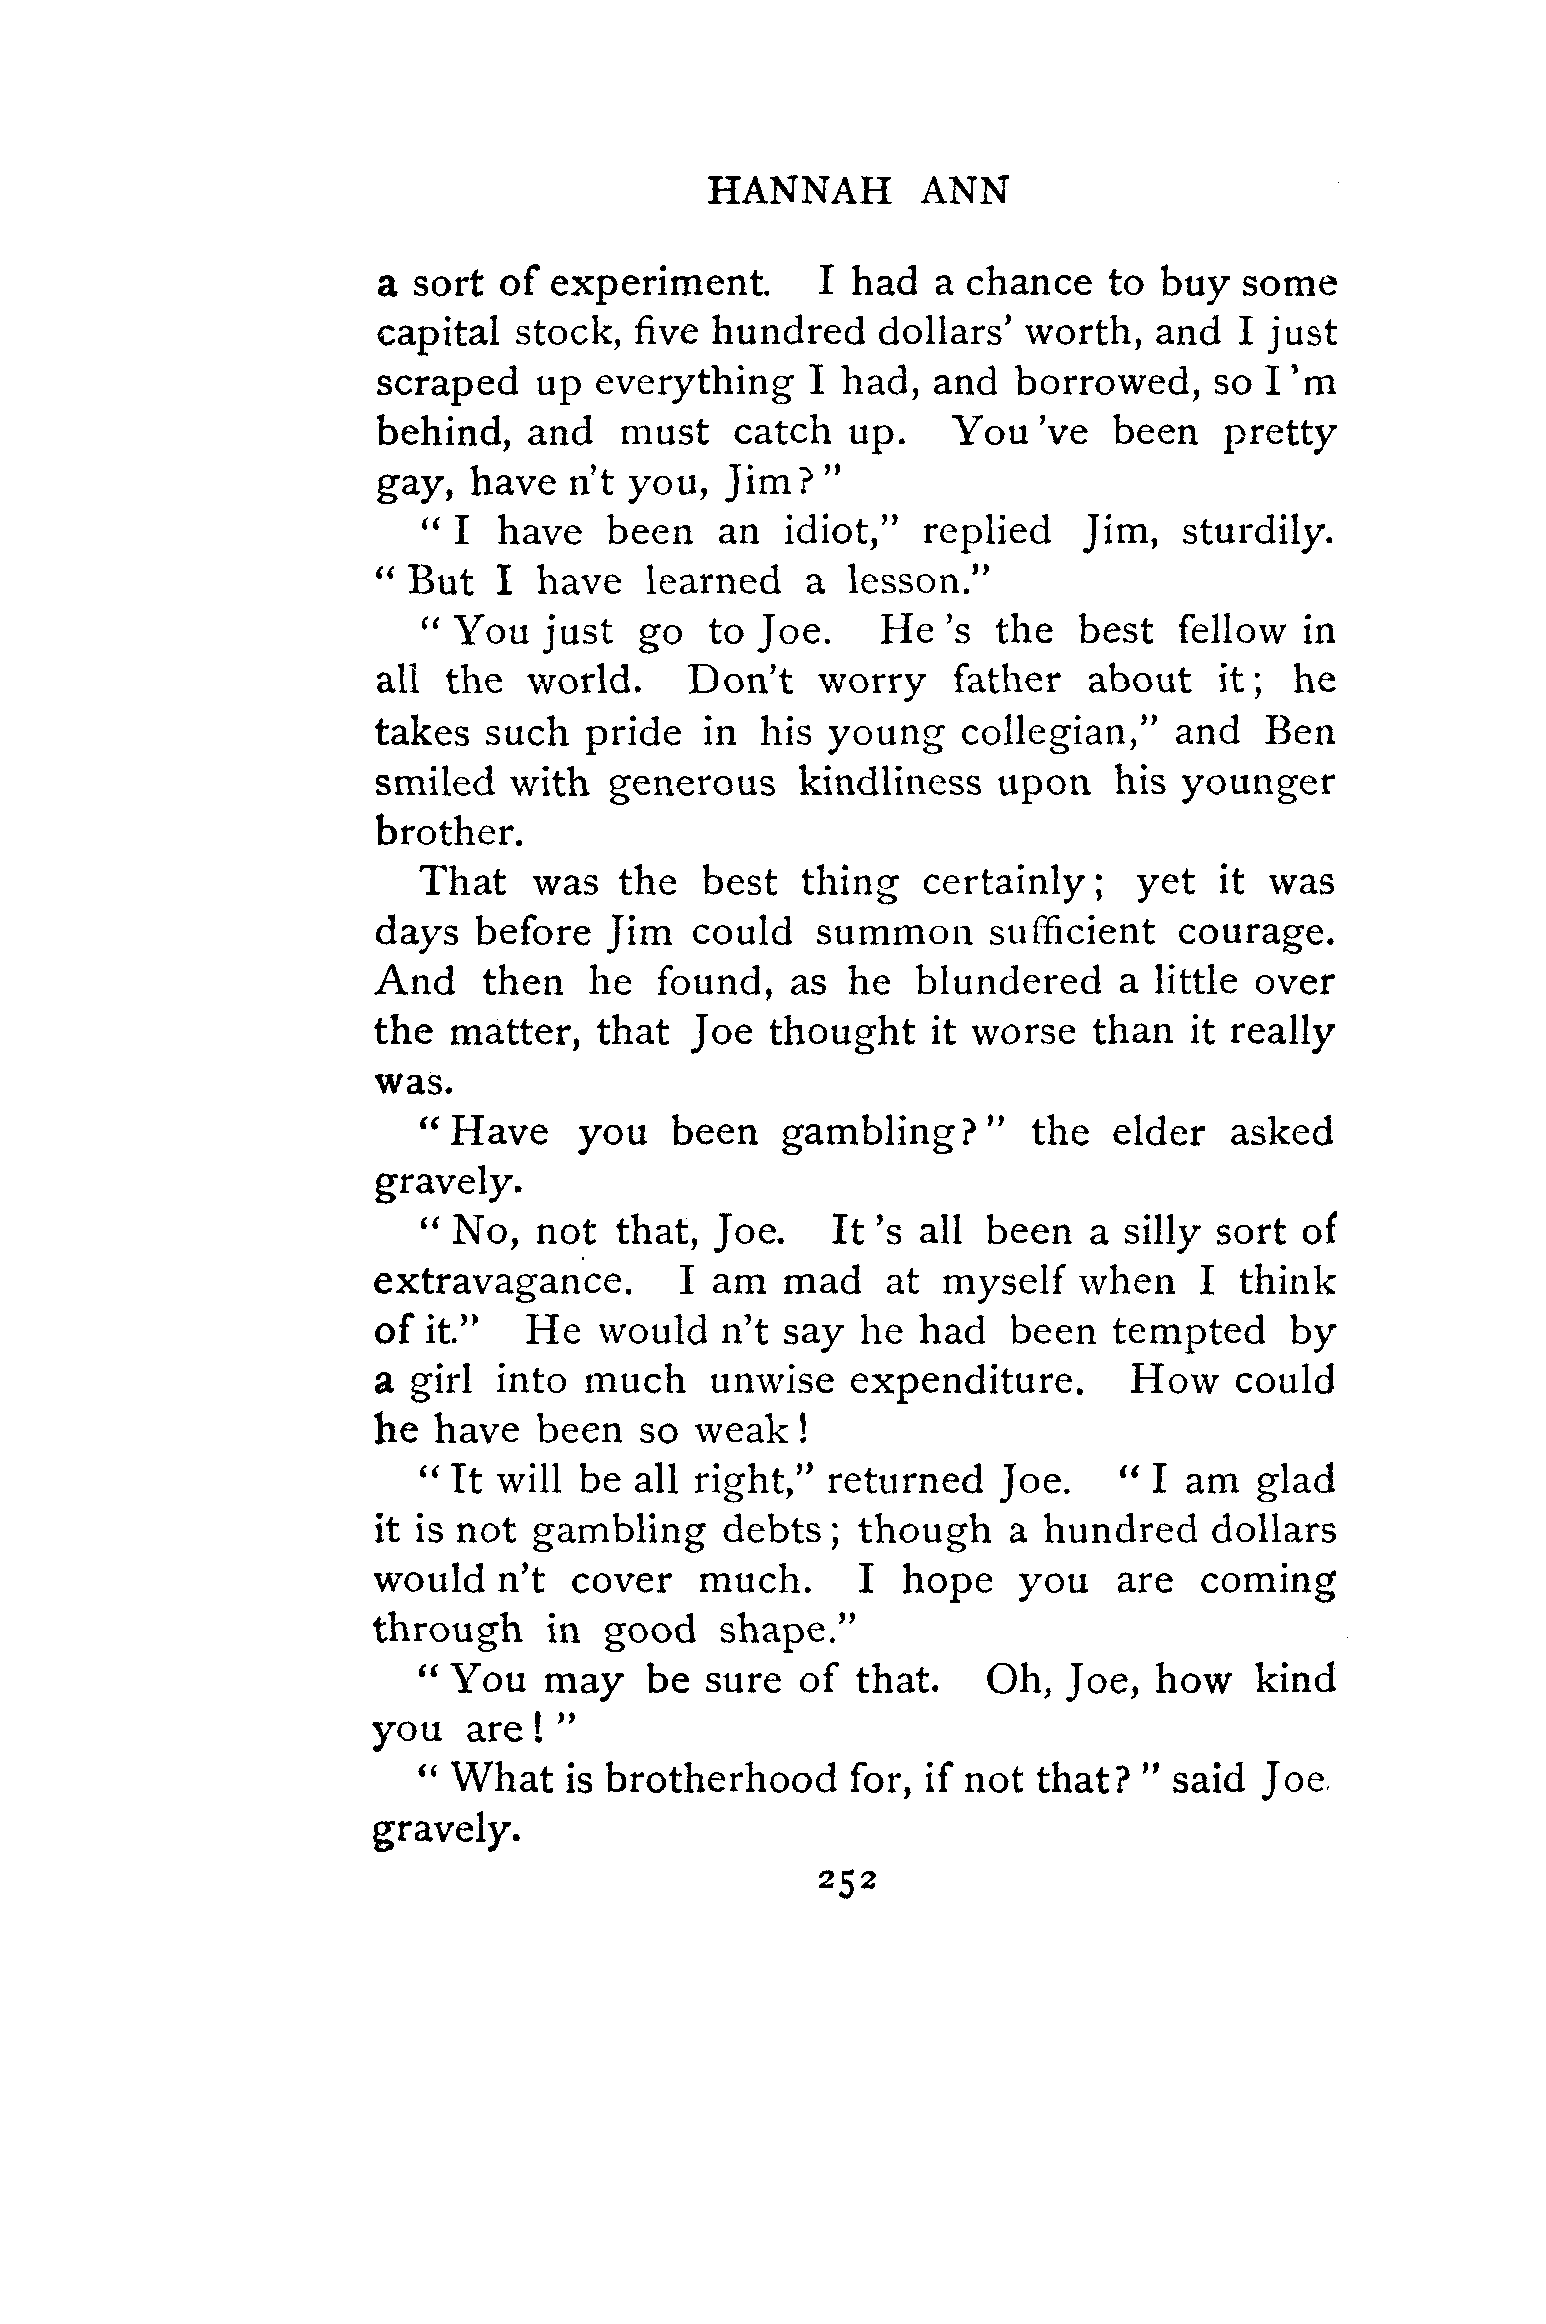 HANNAH ANN
a sort of experiment. I had a chance to buy some
capital stock, five hundred dollars’ worth, and I just
scraped up everything I had, and borrowed, so I ’m
behind, and must catch up. You ’ve been pretty
gay, have n’t you, Jim? ”
“ I have been an idiot,” replied Jim, sturdily.
“ But I have learned a lesson.”
“ You just go to Joe. He ’s the best fellow in
all the world. Don’t worry father about it; he
takes such pride in his young collegian,” and Ben
smiled with generous kindliness upon his younger
brother.
That was the best thing certainly; yet it was
days before Jim could summon sufficient courage.
And then he found, as he blundered a little over
the matter, that Joe thought it worse than it really
was.
“ Have you been gambling? ” the elder asked
gravely.
“ No, not that, Joe. It ’s all been a silly sort of
extravagance. I am mad at myself when I think
of it.” He would n’t say he had been tempted by
a girl into much unwise expenditure. How could
he have been so weak!
“ It will be all right,” returned Joe. “ I am glad
it is not gambling debts; though a hundred dollars
would n’t cover much. I hope you are coming
through in good shape.”
“ You may be sure of that. Oh, Joe, how kind
you are! ”
“ What is brotherhood for, if not that? ” said Joe.
gravely.
252